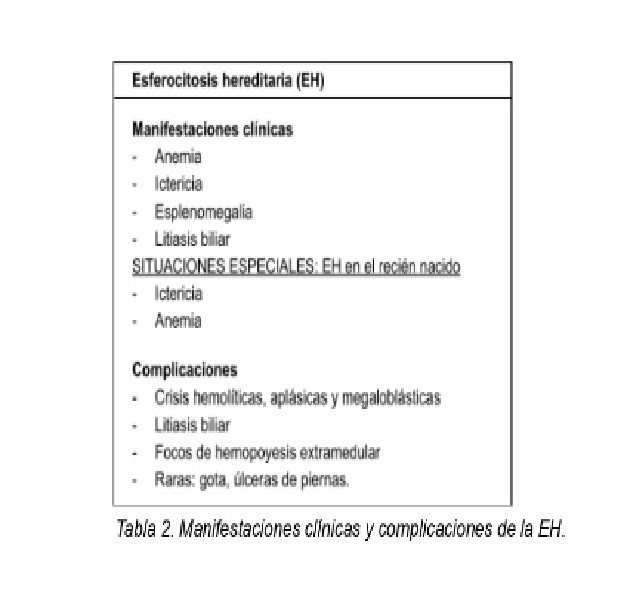 Esferocitosis hereditaria (EH)
Manifestaciones clínicas
- Anemia
- Ictericia
- Esplenomegalia
- Litiasis biliar
SITUACIONES ESPECIALES: EH en el recién nacido
- Ictericia
- Anemia
Complicaciones
- Crisis hemolíticas, aplásicas y megaloblásticas
- Litiasis biliar
- Focos de hemopoyesis extramedular
- Raras: gota, úlceras de piernas.
Tabla 2. Manifestaciones clínicas y complicaciones de la EH.